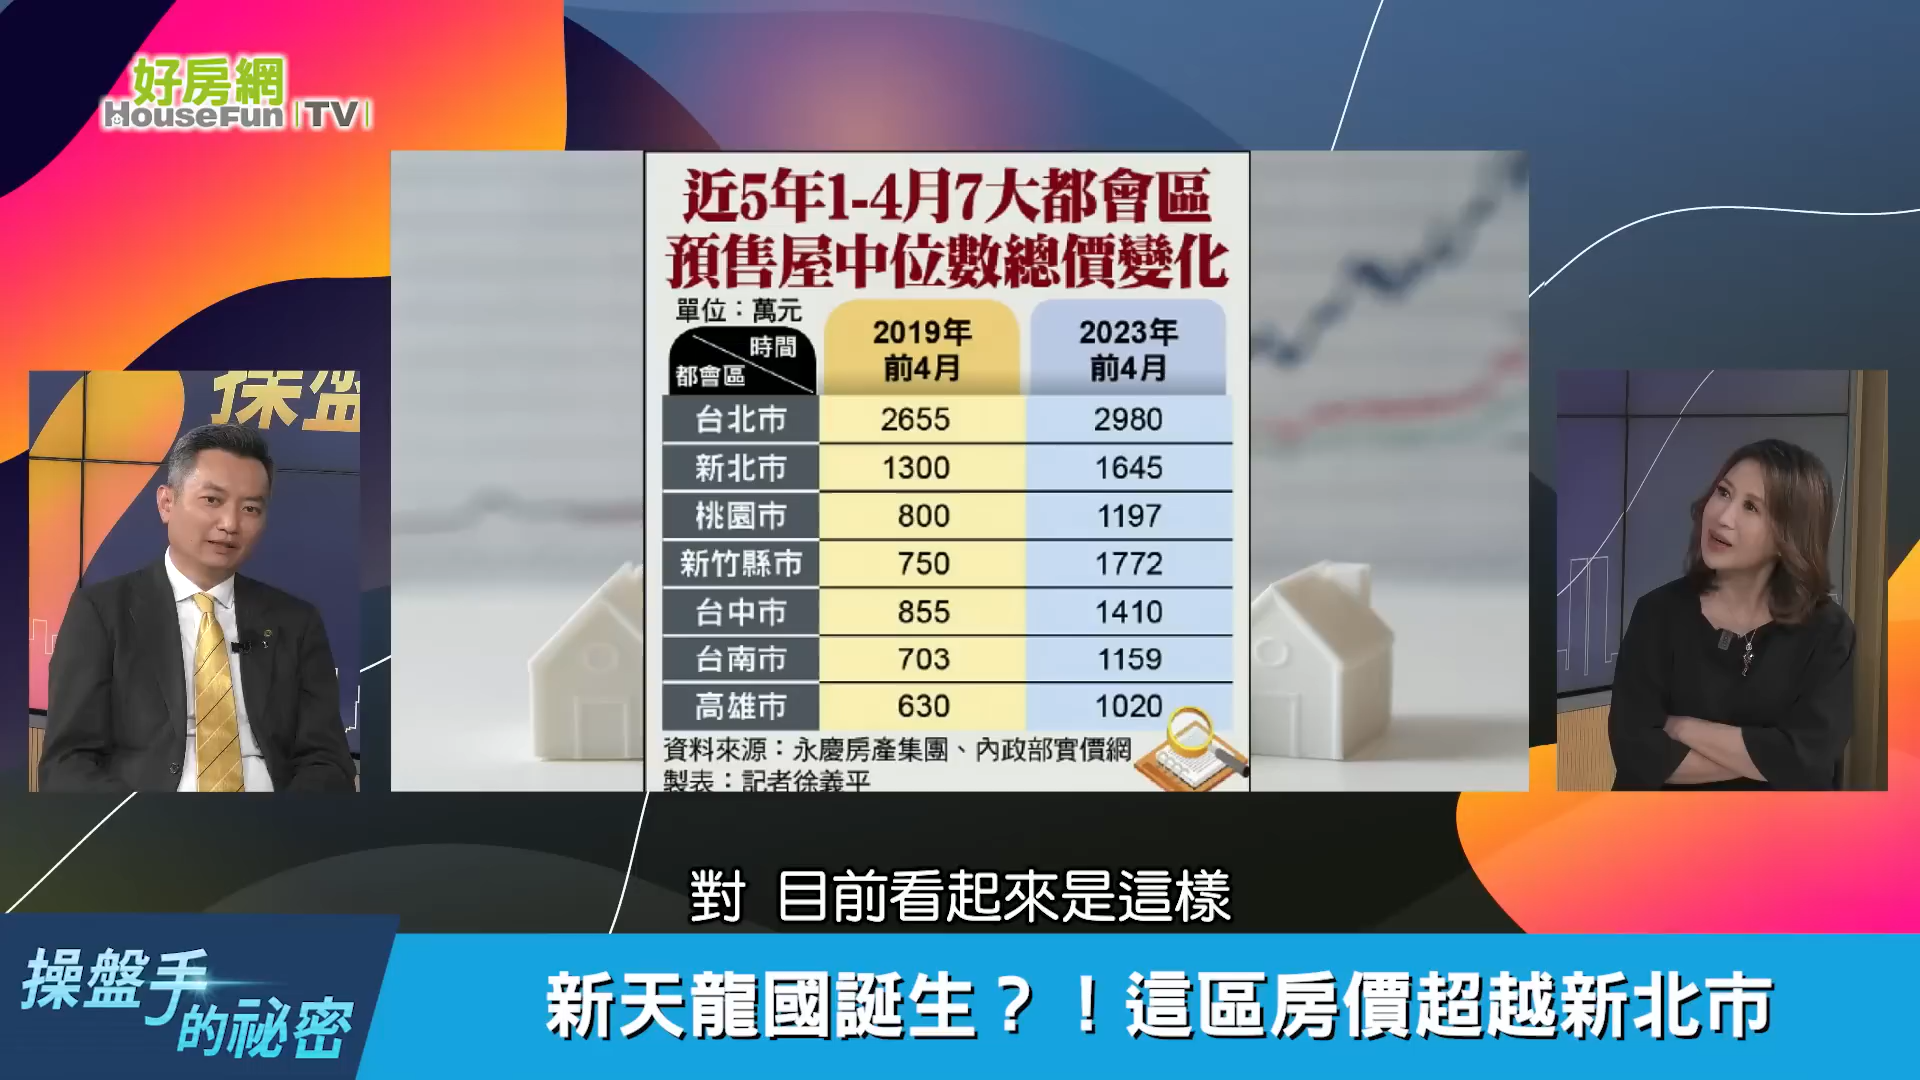 好房網
HouseFun TV
近5年1-4月7大都會區
預售屋中位數總價變化
單位：萬元
時間
都會區
2019年
前4月
2023年
前4月
台北市 2655 2980
新北市 1300 1645
桃園市 800 1197
新竹縣市 750 1772
台中市 855 1410
台南市 703 1159
高雄市 630 1020
資料來源：永慶房產集團、內政部實價網
製表：記者徐義平
操盤
對 目前看起來是這樣
操盤手
的祕密
新天龍國誕生？！這區房價超越新北市